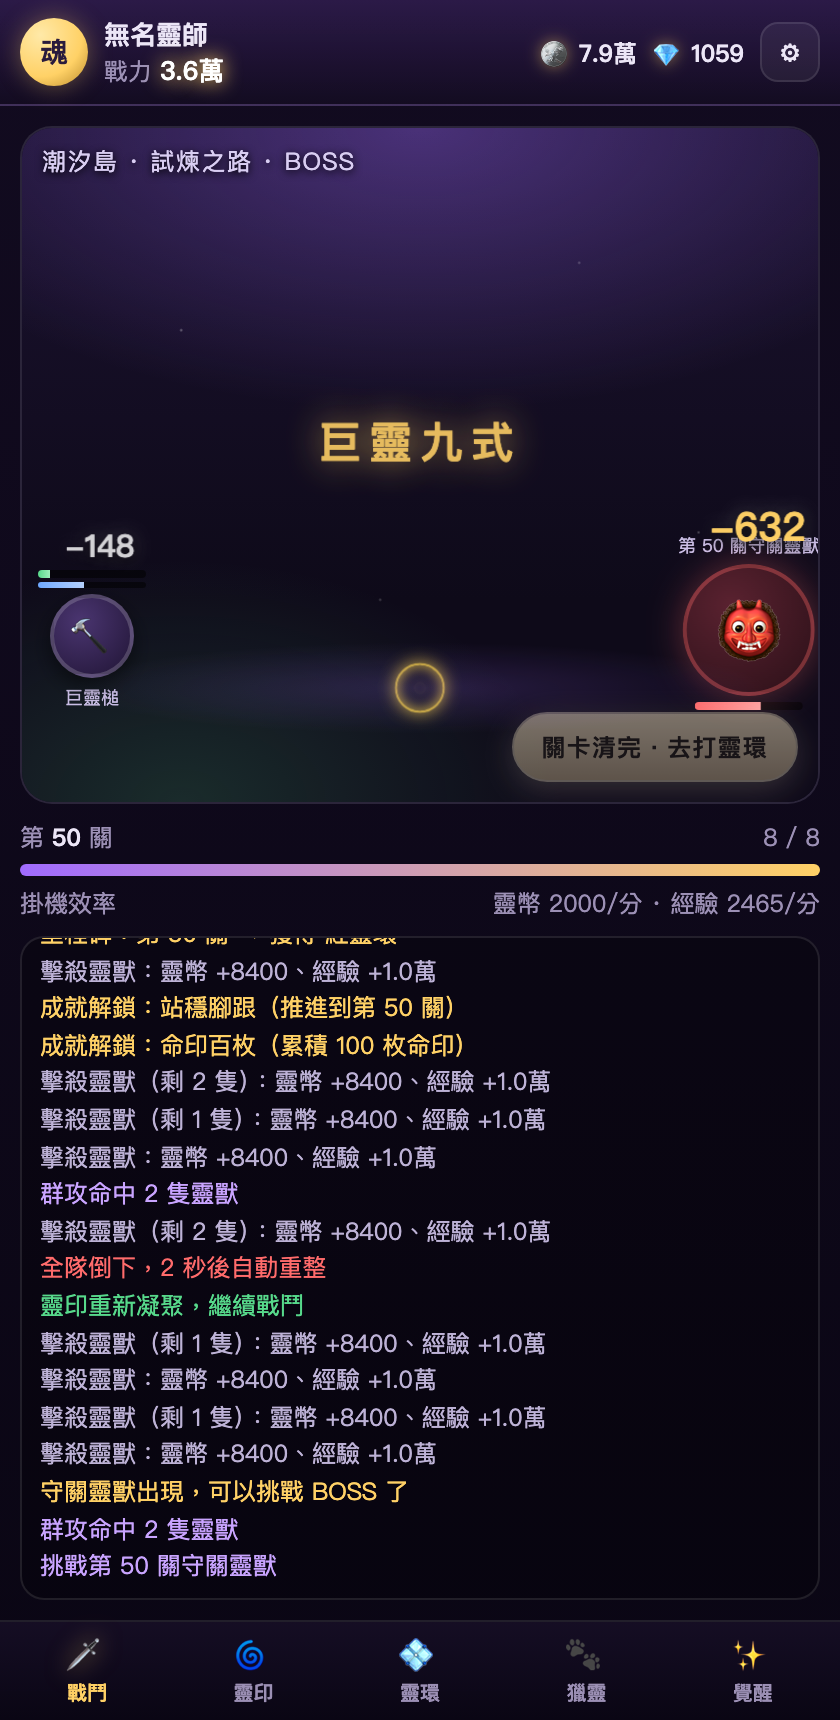 魂
無名靈師
戰力 3.6萬
7.9萬 1059
潮汐島 · 試煉之路 · BOSS
巨靈九式
-148
-632
第 50 關守關靈獸
巨靈槌
關卡清完 · 去打靈環
第 50 關 8 / 8
掛機效率 靈幣 2000/分 · 經驗 2465/分
擊殺靈獸：靈幣 +8400、經驗 +1.0萬
成就解鎖：站穩腳跟（推進到第 50 關）
成就解鎖：命印百枚（累積 100 枚命印）
擊殺靈獸（剩 2 隻）：靈幣 +8400、經驗 +1.0萬
擊殺靈獸（剩 1 隻）：靈幣 +8400、經驗 +1.0萬
擊殺靈獸：靈幣 +8400、經驗 +1.0萬
群攻命中 2 隻靈獸
擊殺靈獸（剩 2 隻）：靈幣 +8400、經驗 +1.0萬
全隊倒下，2 秒後自動重整
靈印重新凝聚，繼續戰鬥
擊殺靈獸（剩 1 隻）：靈幣 +8400、經驗 +1.0萬
擊殺靈獸：靈幣 +8400、經驗 +1.0萬
擊殺靈獸（剩 1 隻）：靈幣 +8400、經驗 +1.0萬
擊殺靈獸：靈幣 +8400、經驗 +1.0萬
守關靈獸出現，可以挑戰 BOSS 了
群攻命中 2 隻靈獸
挑戰第 50 關守關靈獸
戰鬥 靈印 靈環 獵靈 覺醒